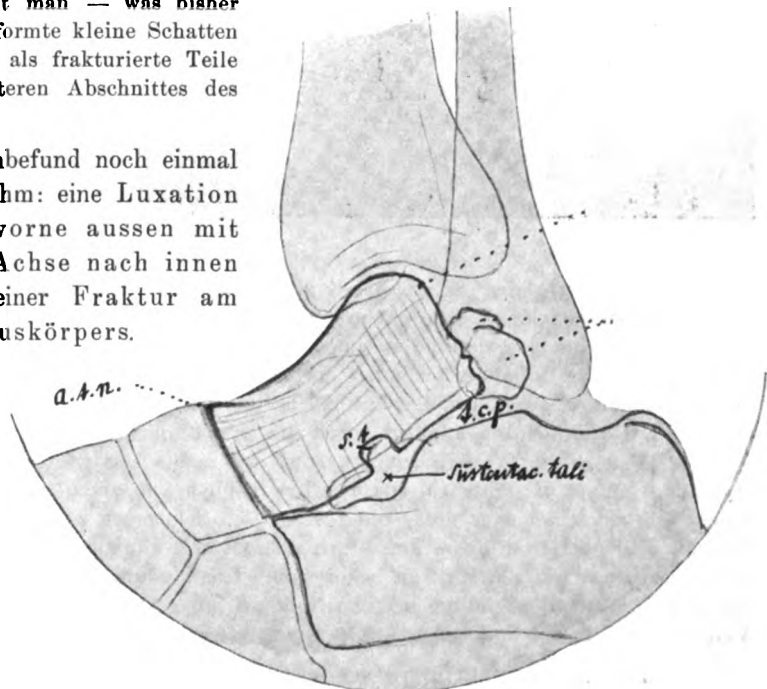 t man — was bisher
formte kleine Schatten
als frakturierte Teile
teren Abschnittes des
befund noch einmal
hm: eine Luxation
vorne aussen mit
Achse nach innen
einer Fraktur am
uskörpers.
a.t.n.
s.t
f.c.p.
süstentac. tali